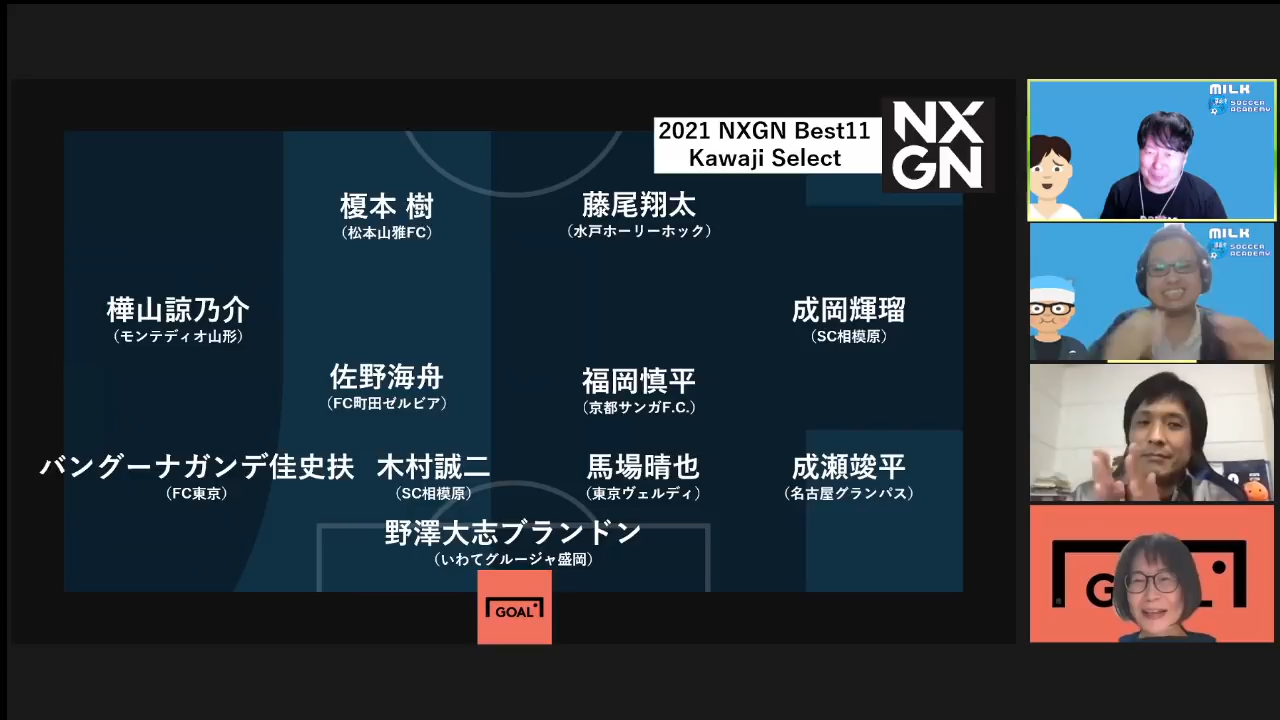 2021 NXGN Best11
Kawaji Select
NX
GN
榎本 樹
（松本山雅FC）
藤尾翔太
（水戸ホーリーホック）
樺山諒乃介
（モンテディオ山形）
成岡輝瑠
（SC相模原）
佐野海舟
（FC町田ゼルビア）
福岡慎平
（京都サンガF.C.）
バングーナガンデ佳史扶
（FC東京）
木村誠二
（SC相模原）
馬場晴也
（東京ヴェルディ）
成瀬竣平
（名古屋グランパス）
野澤大志ブランドン
（いわてグルージャ盛岡）
GOAL
MILK
SOCCER
ACADEMY
MILK
SOCCER
ACADEMY